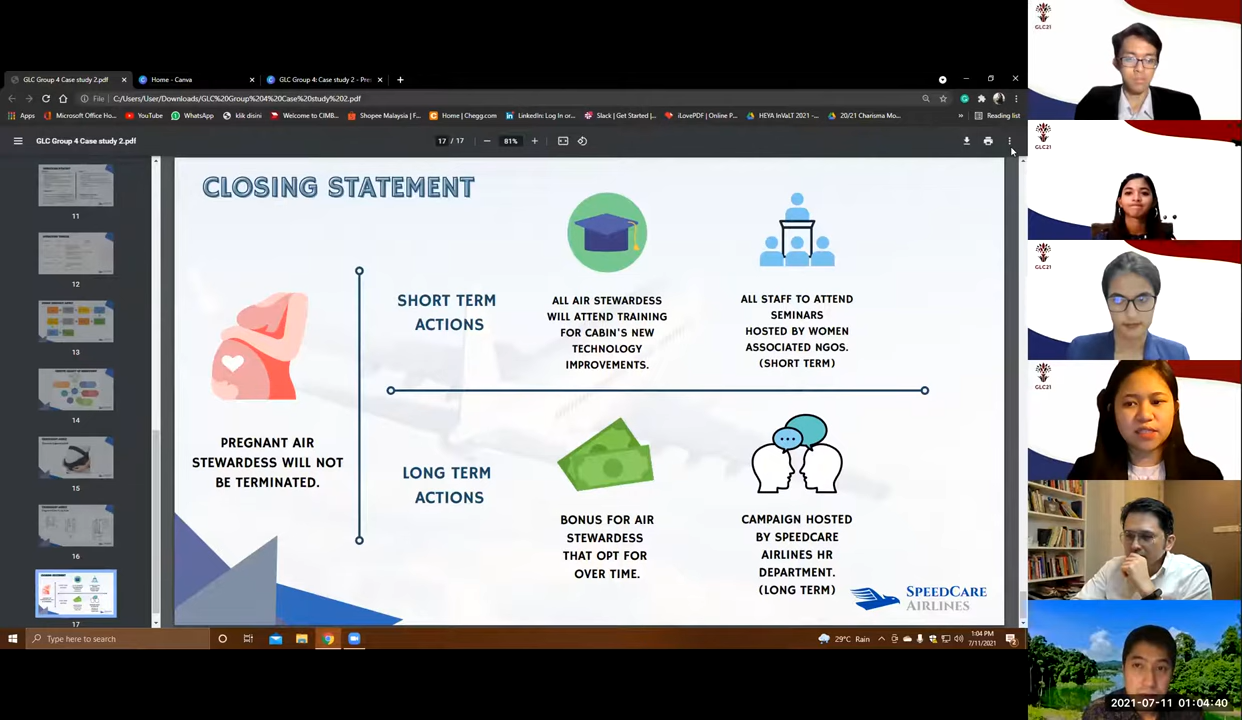 GLC Group 4 Case study 2.pdf
Home - Canva
GLC Group 4: Case study 2 - Pre
File
C:/Users/User/Downloads/GLC%20Group%204%20Case%20study%202.pdf
Apps
Microsoft Office Ho...
YouTube
WhatsApp
klik disini
Welcome to CIMB...
Shopee Malaysia | F...
Home | Chegg.com
LinkedIn: Log In or...
Slack | Get Started |...
iLovePDF | Online P...
HEYA InVaLT 2021 -...
20/21 Charisma Mo...
»
Reading list
GLC Group 4 Case study 2.pdf
17 / 17
81%
11
12
13
14
15
16
17
CLOSING STATEMENT
PREGNANT AIR
STEWARDESS WILL NOT
BE TERMINATED.
SHORT TERM
ACTIONS
ALL AIR STEWARDESS
WILL ATTEND TRAINING
FOR CABIN'S NEW
TECHNOLOGY
IMPROVEMENTS.
ALL STAFF TO ATTEND
SEMINARS
HOSTED BY WOMEN
ASSOCIATED NGOS.
(SHORT TERM)
LONG TERM
ACTIONS
BONUS FOR AIR
STEWARDESS
THAT OPT FOR
OVER TIME.
CAMPAIGN HOSTED
BY SPEEDCARE
AIRLINES HR
DEPARTMENT.
(LONG TERM)
SPEEDCARE
AIRLINES
Type here to search
29°C Rain
1:04 PM
7/11/2021
GLC21
GLC21
GLC21
GLC21
2021-07-11 01:04:40